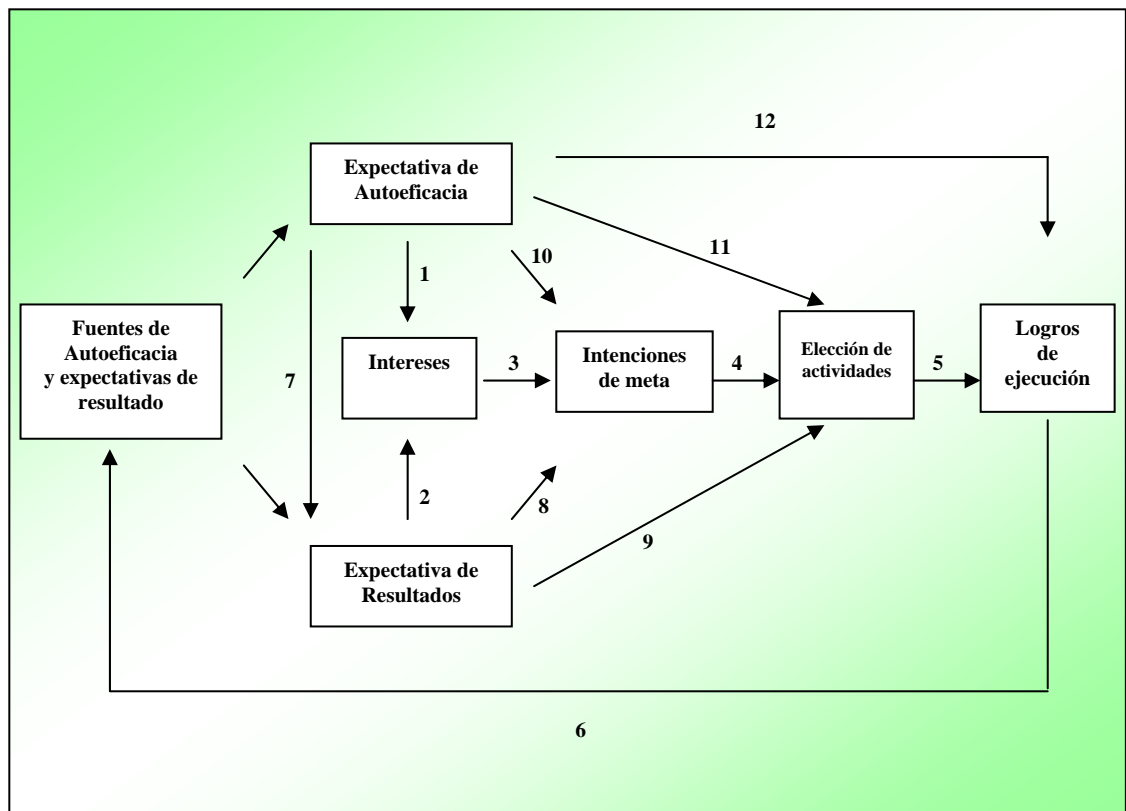 12
Expectativa de
Autoeficacia
11
10
1
Fuentes de
Autoeficacia
y expectativas de
resultado
7
Intereses
3
Intenciones
de meta
4
Elección de
actividades
5
Logros
de
ejecución
2
8
9
Expectativa de
Resultados
6